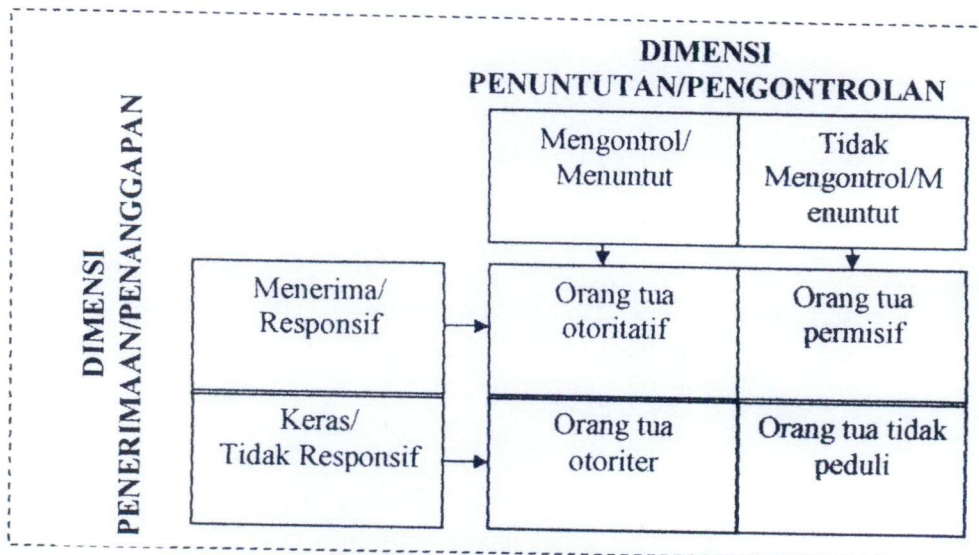 DIMENSI
PENUNTUTAN/PENGONTROLAN
Mengontrol/
Menuntut
Tidak
Mengontrol/M
enuntut
DIMENSI
PENERIMAAN/PENANGGAPAN
Menerima/
Responsif
Orang tua
otoritatif
Orang tua
permisif
Keras/
Tidak Responsif
Orang tua
otoriter
Orang tua tidak
peduli